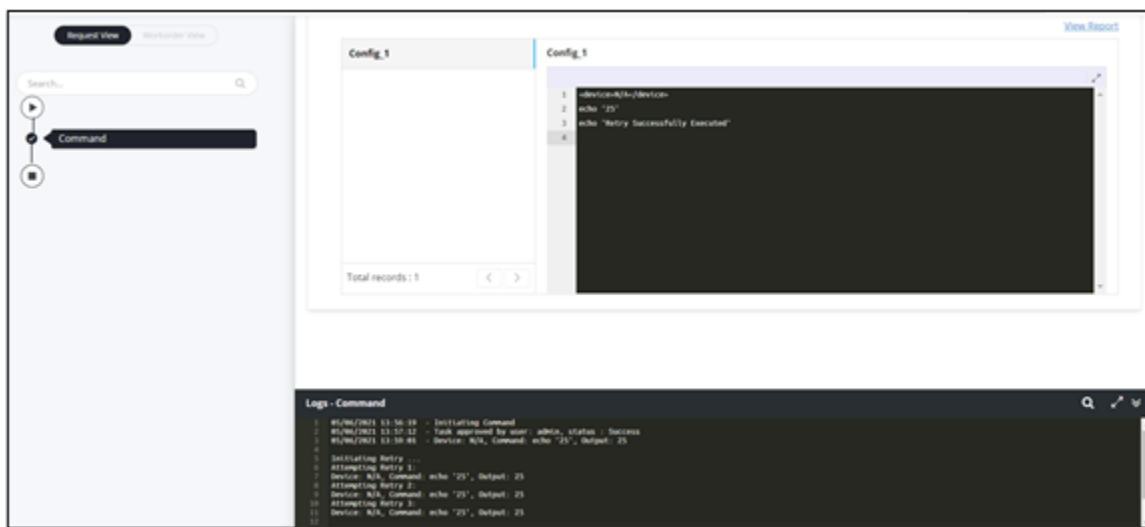 Request View
Workorder View
Search...
Command
View Report
Config_1
Total records : 1
Config_1
1 <device>N/A</device>
2 echo "25"
3 echo "Retry Successfully Executed"
4
Logs - Command
1 05/06/2021 13:56:19 - Initiating Command
2 05/06/2021 13:57:12 - Task approved by user: admin, status : Success
3 05/06/2021 13:59:01 - Device: N/A, Command: echo "25", Output: 25
4
5 Initiating Retry ...
6 Attempting Retry 1:
7 Device: N/A, Command: echo "25", Output: 25
8 Attempting Retry 2:
9 Device: N/A, Command: echo "25", Output: 25
10 Attempting Retry 3:
11 Device: N/A, Command: echo "25", Output: 25
12